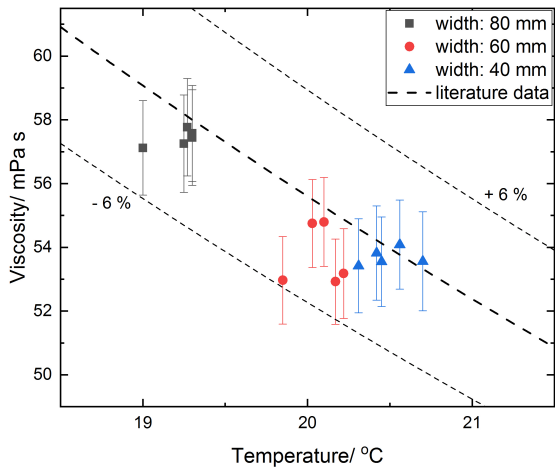 width: 80 mm
width: 60 mm
width: 40 mm
literature data
60
58
56
54
52
50
Viscosity/ mPa s
- 6 %
+ 6 %
19
20
21
Temperature/ °C